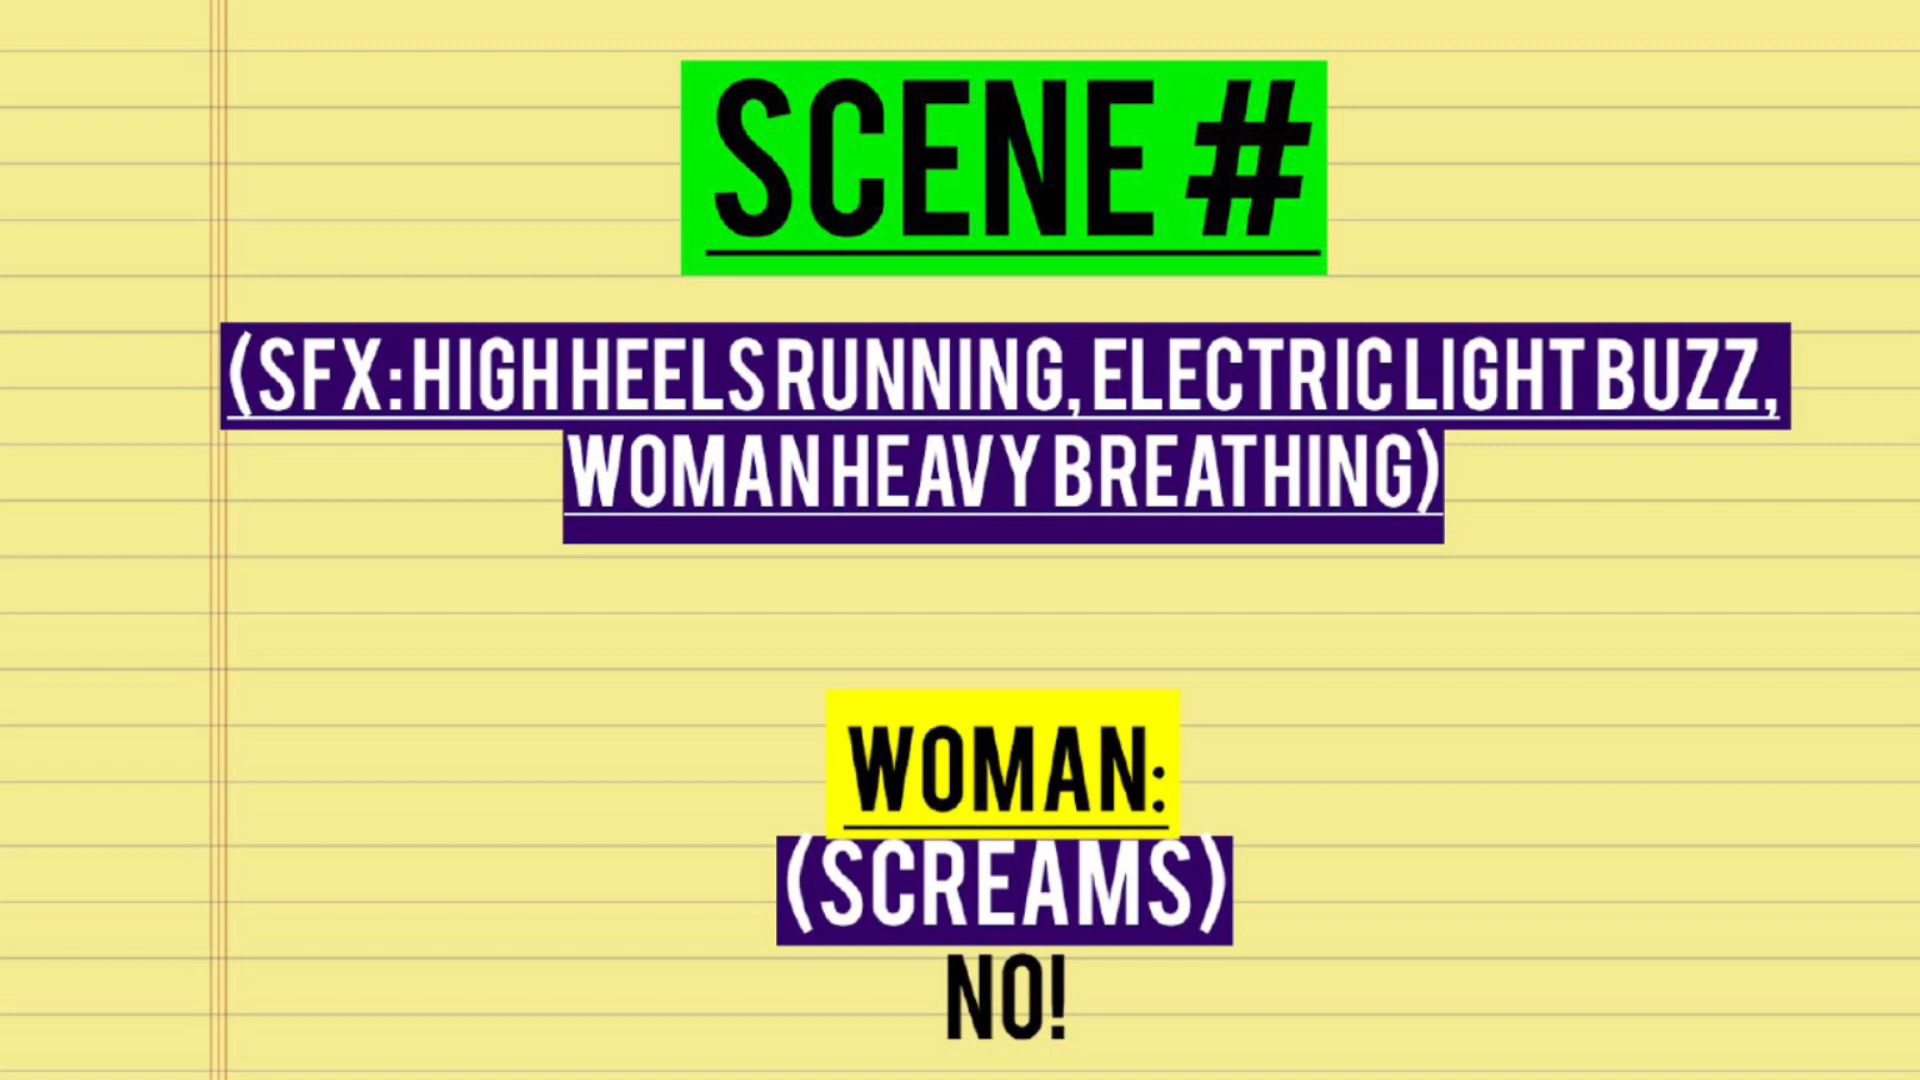 SCENE #
(SFX: HIGH HEELS RUNNING, ELECTRIC LIGHT BUZZ,
WOMAN HEAVY BREATHING)
WOMAN:
(SCREAMS)
NO!